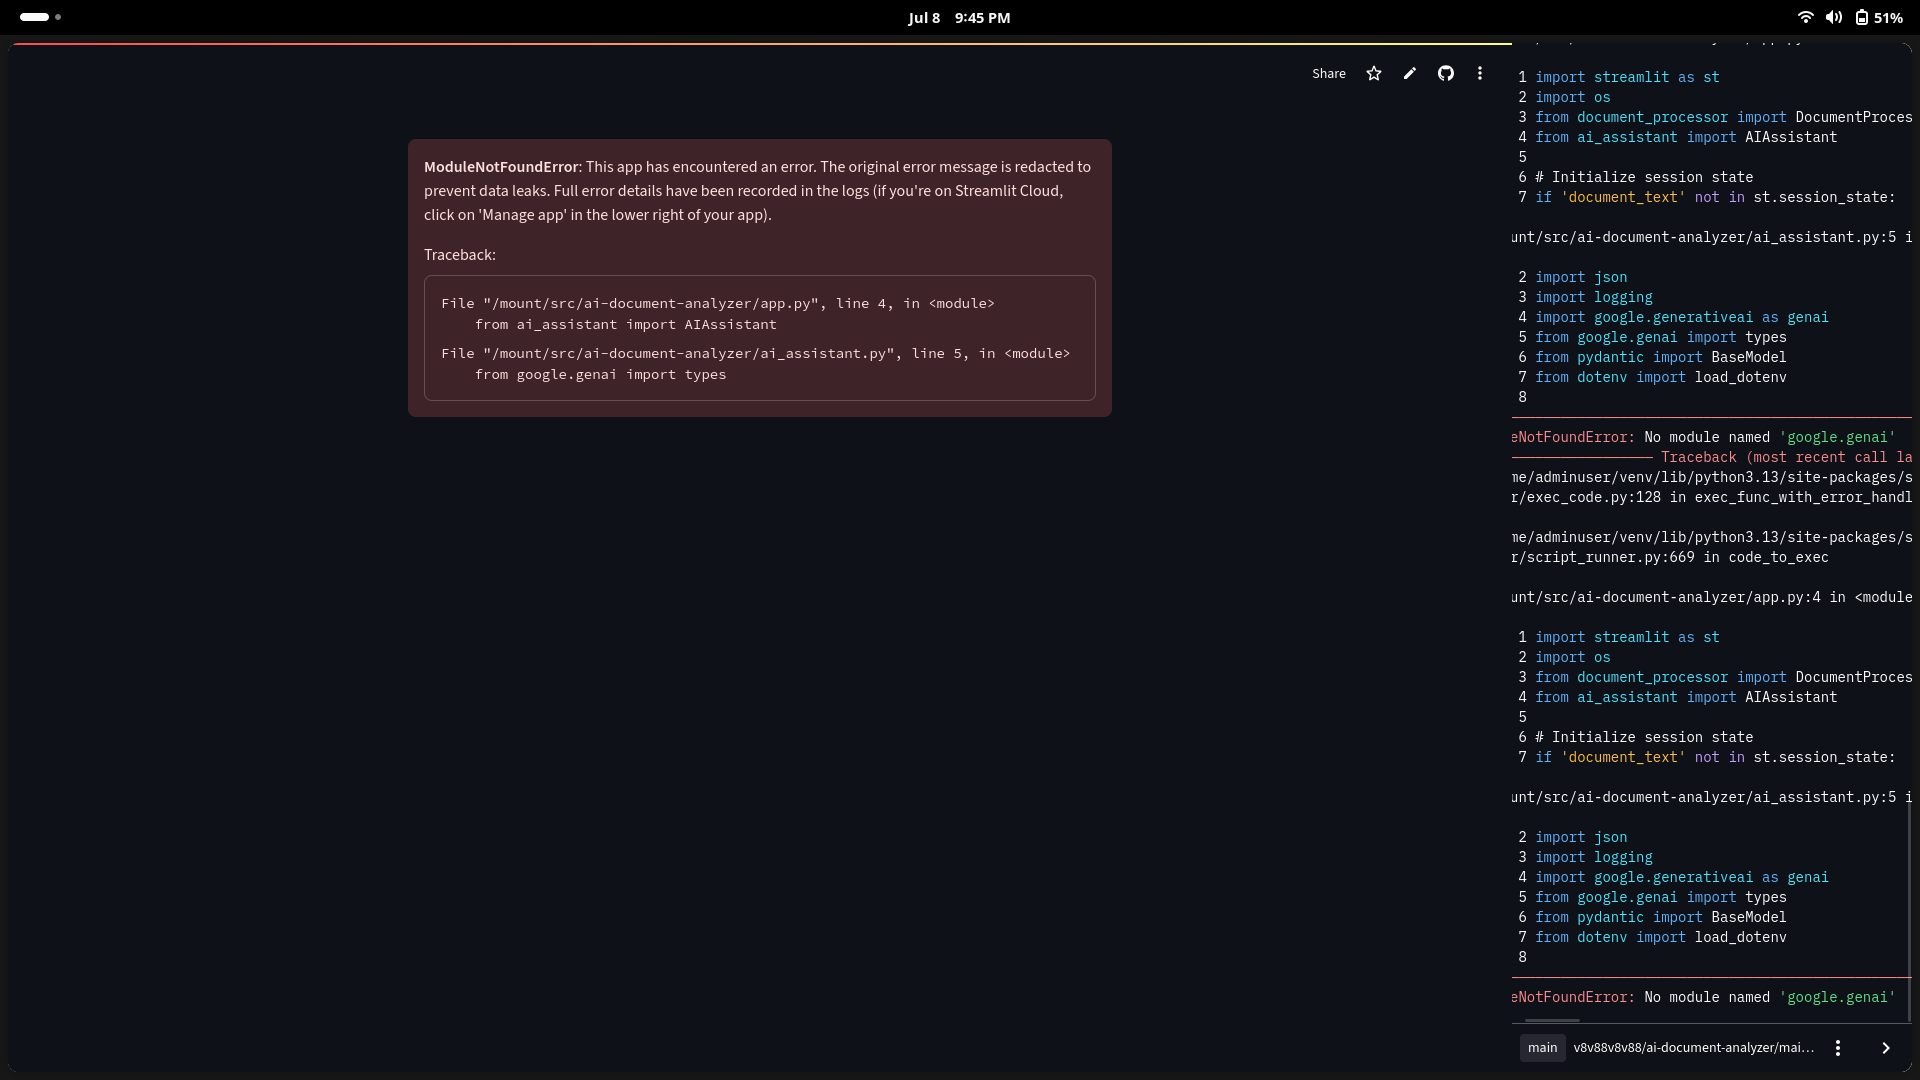 Jul 8 9:45 PM
51%
Share
ModuleNotFoundError: This app has encountered an error. The original error message is redacted to
prevent data leaks. Full error details have been recorded in the logs (if you're on Streamlit Cloud,
click on 'Manage app' in the lower right of your app).
Traceback:
File "/mount/src/ai-document-analyzer/app.py", line 4, in <module>
from ai_assistant import AIAssistant
File "/mount/src/ai-document-analyzer/ai_assistant.py", line 5, in <module>
from google.genai import types
1 import streamlit as st
2 import os
3 from document_processor import DocumentProces
4 from ai_assistant import AIAssistant
5
6 # Initialize session state
7 if 'document_text' not in st.session_state:
unt/src/ai-document-analyzer/ai_assistant.py:5 i
2 import json
3 import logging
4 import google.generativeai as genai
5 from google.genai import types
6 from pydantic import BaseModel
7 from dotenv import load_dotenv
8
eNotFoundError: No module named 'google.genai'
Traceback (most recent call la
me/adminuser/venv/lib/python3.13/site-packages/s
r/exec_code.py:128 in exec_func_with_error_handl
me/adminuser/venv/lib/python3.13/site-packages/s
r/script_runner.py:669 in code_to_exec
unt/src/ai-document-analyzer/app.py:4 in <module
1 import streamlit as st
2 import os
3 from document_processor import DocumentProces
4 from ai_assistant import AIAssistant
5
6 # Initialize session state
7 if 'document_text' not in st.session_state:
unt/src/ai-document-analyzer/ai_assistant.py:5 i
2 import json
3 import logging
4 import google.generativeai as genai
5 from google.genai import types
6 from pydantic import BaseModel
7 from dotenv import load_dotenv
8
eNotFoundError: No module named 'google.genai'
main v8v88v8v88/ai-document-analyzer/mai…